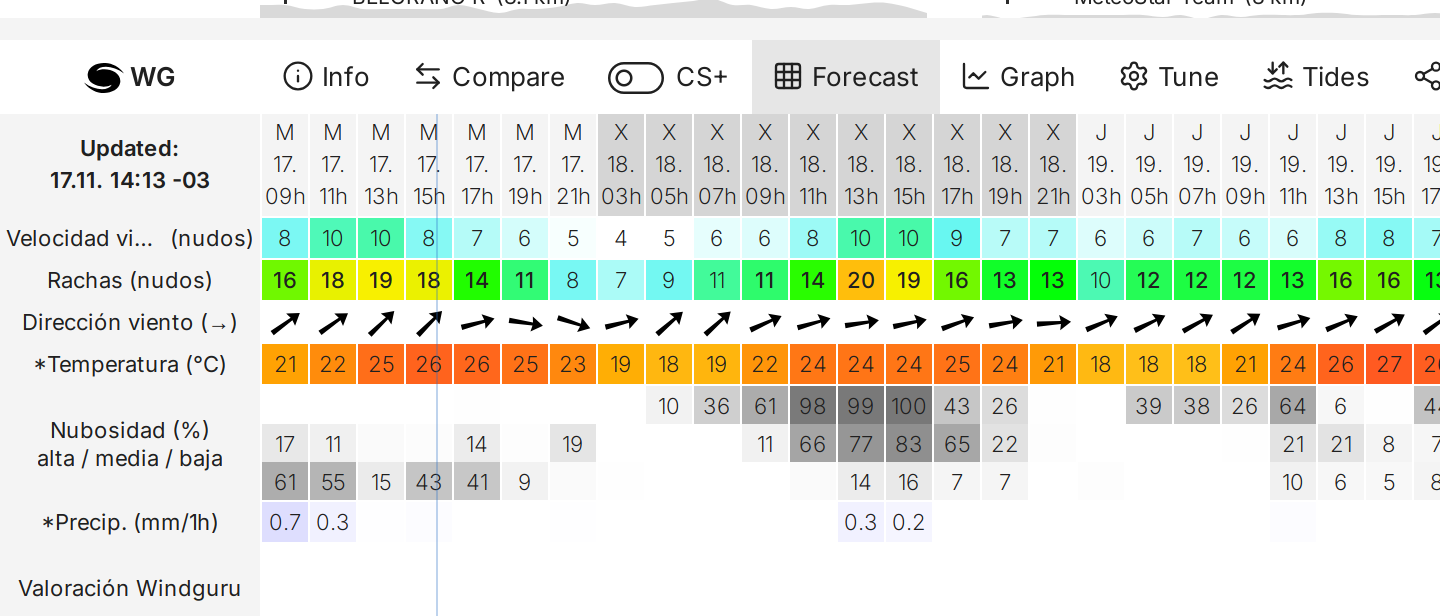 BELGRANO R (3.1 km)
MeteoStar Team (8 km)
WG
Info
Compare
CS+
Forecast
Graph
Tune
Tides
Updated:
17.11. 14:13 -03
M M M M M M M X X X X X X X X X X J J J J J J J
17. 17. 17. 17. 17. 17. 17. 18. 18. 18. 18. 18. 18. 18. 18. 18. 18. 19. 19. 19. 19. 19. 19. 19.
09h 11h 13h 15h 17h 19h 21h 03h 05h 07h 09h 11h 13h 15h 17h 19h 21h 03h 05h 07h 09h 11h 13h 15h
Velocidad vi... (nudos) 8 10 10 8 7 6 5 4 5 6 6 8 10 10 9 7 7 6 6 7 6 6 8 8
Rachas (nudos) 16 18 19 18 14 11 8 7 9 11 11 14 20 19 16 13 13 10 12 12 12 13 16 16
Dirección viento (→)
*Temperatura (°C) 21 22 25 26 26 25 23 19 18 19 22 24 24 24 25 24 21 18 18 18 21 24 26 27
10 36 61 98 99 100 43 26 39 38 26 64 6
Nubosidad (%)
alta / media / baja
17 11 14 19 11 66 77 83 65 22 21 21 8
61 55 15 43 41 9 14 16 7 7 10 6 5
*Precip. (mm/1h) 0.7 0.3 0.3 0.2
Valoración Windguru